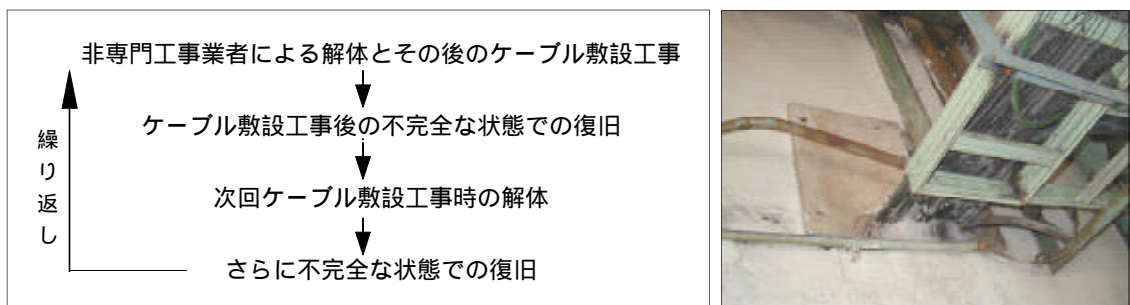 非専門工事業者による解体とその後のケーブル敷設工事
ケーブル敷設工事後の不完全な状態での復旧
次回ケーブル敷設工事時の解体
さらに不完全な状態での復旧
繰り返し